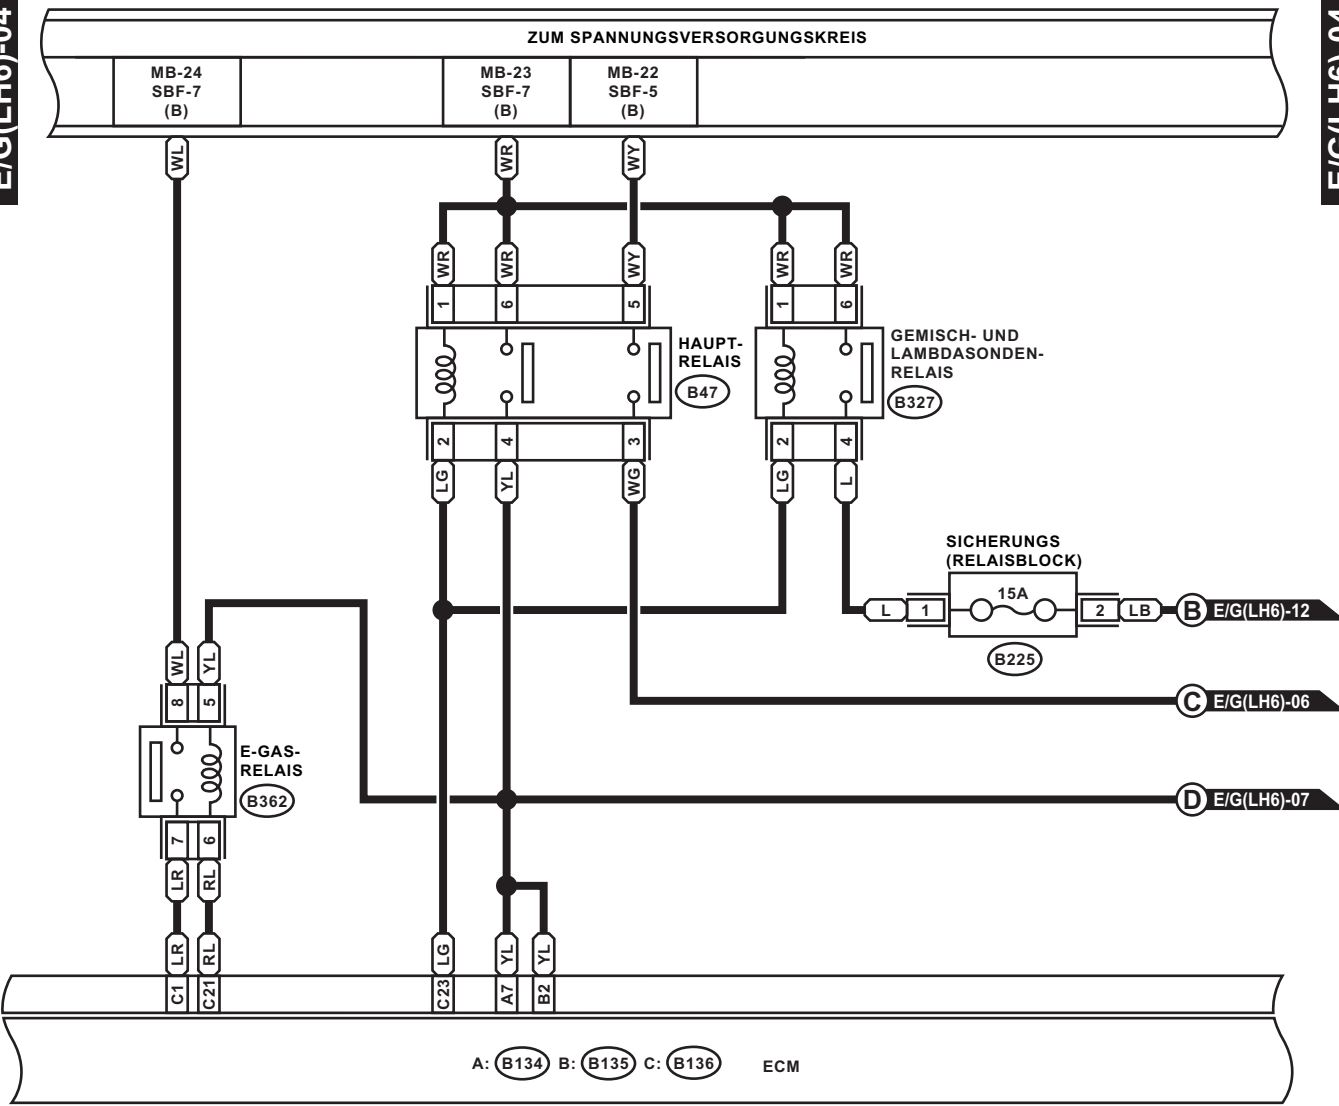 E/G(LH6)-04
E/G(LH6)-04
ZUM SPANNUNGSVERSORGUNGSKREIS
MB-24
SBF-7
(B)
MB-23
SBF-7
(B)
MB-22
SBF-5
(B)
WL
WR
WY
WR
WR
WY
WR
WR
1
6
5
1
6
HAUPT-
RELAIS
B47
GEMISCH- UND
LAMBDASONDEN-
RELAIS
B327
2
4
3
2
4
LG
YL
WG
LG
L
SICHERUNGS
(RELAISBLOCK)
15A
L
1
2
LB
B
E/G(LH6)-12
B225
WL
YL
8
5
C
E/G(LH6)-06
E-GAS-
RELAIS
B362
D
E/G(LH6)-07
7
6
LR
RL
LR
RL
LG
YL
YL
C1
C21
C23
A7
B2
A: B134 B: B135 C: B136 ECM